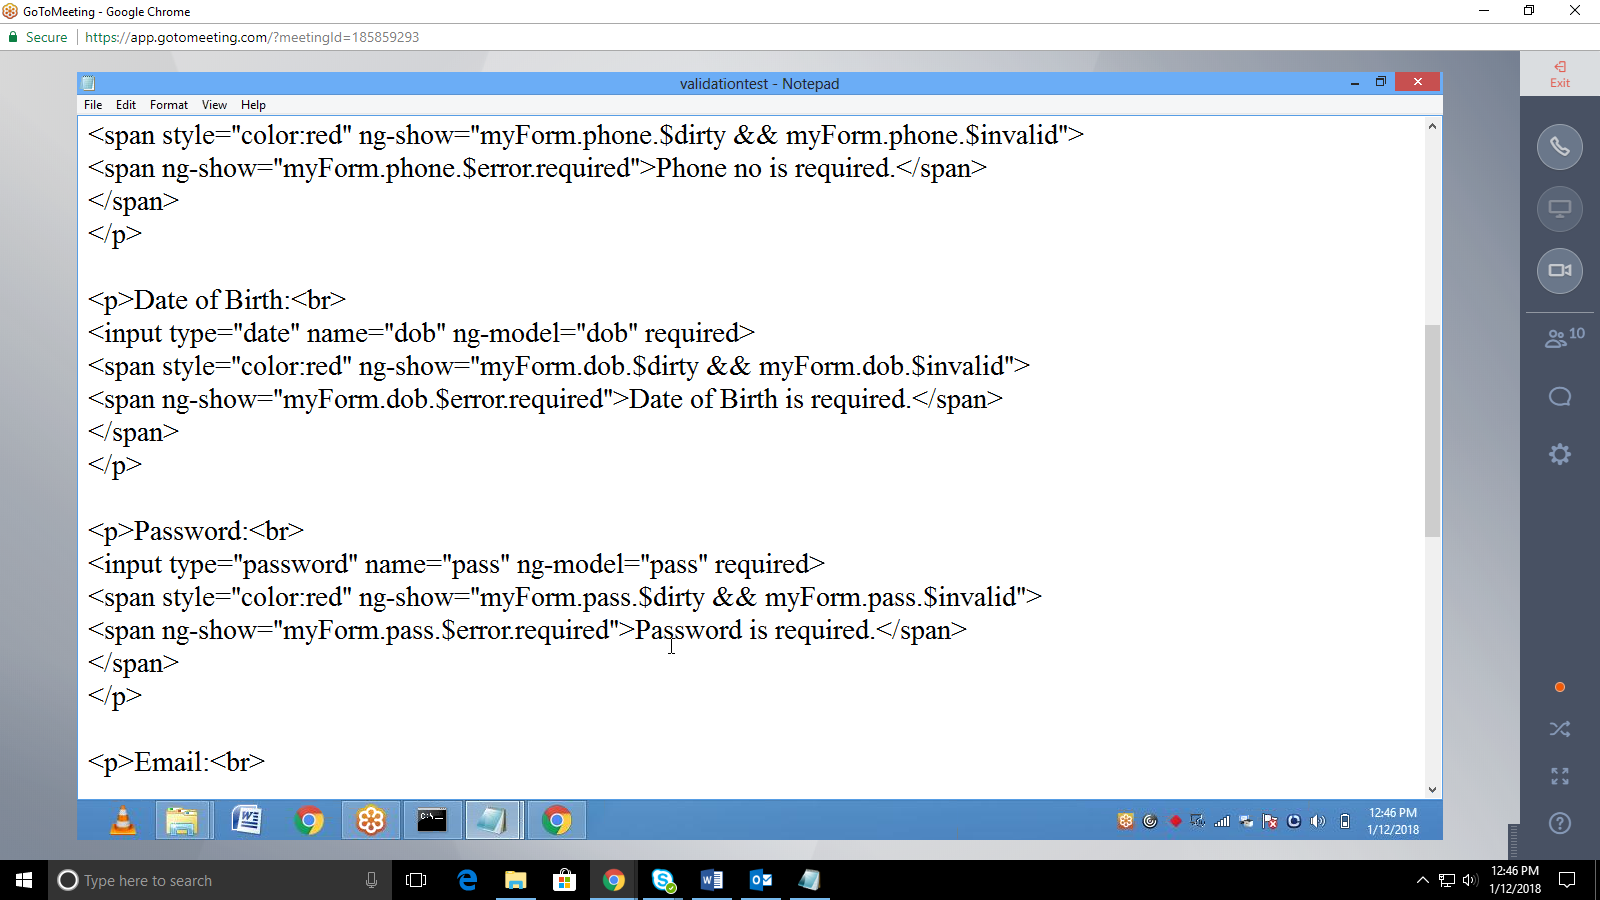 GoToMeeting - Google Chrome
Secure https://app.gotomeeting.com/?meetingId=185859293
Exit
validationtest - Notepad
File Edit Format View Help
<span style="color:red" ng-show="myForm.phone.$dirty && myForm.phone.$invalid">
<span ng-show="myForm.phone.$error.required">Phone no is required.</span>
</span>
</p>
<p>Date of Birth:<br>
<input type="date" name="dob" ng-model="dob" required>
<span style="color:red" ng-show="myForm.dob.$dirty && myForm.dob.$invalid">
<span ng-show="myForm.dob.$error.required">Date of Birth is required.</span>
</span>
</p>
<p>Password:<br>
<input type="password" name="pass" ng-model="pass" required>
<span style="color:red" ng-show="myForm.pass.$dirty && myForm.pass.$invalid">
<span ng-show="myForm.pass.$error.required">Password is required.</span>
</span>
</p>
<p>Email:<br>
10
12:46 PM
1/12/2018
Type here to search
12:46 PM
1/12/2018